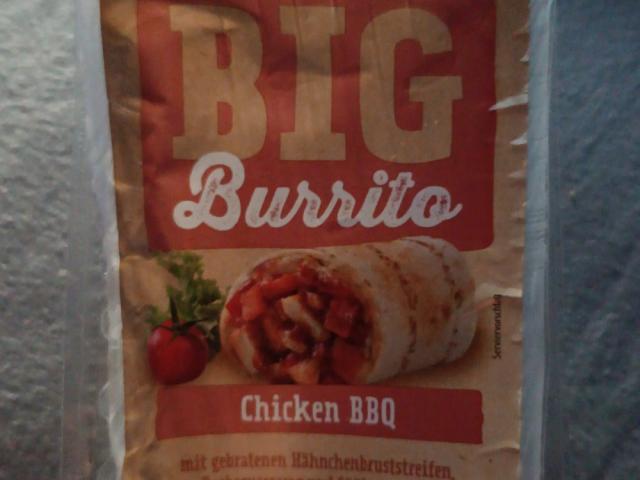 BIG
Burrito
Serviervorschlag
Chicken BBQ
mit gebratenen Hähnchenbruststreifen,